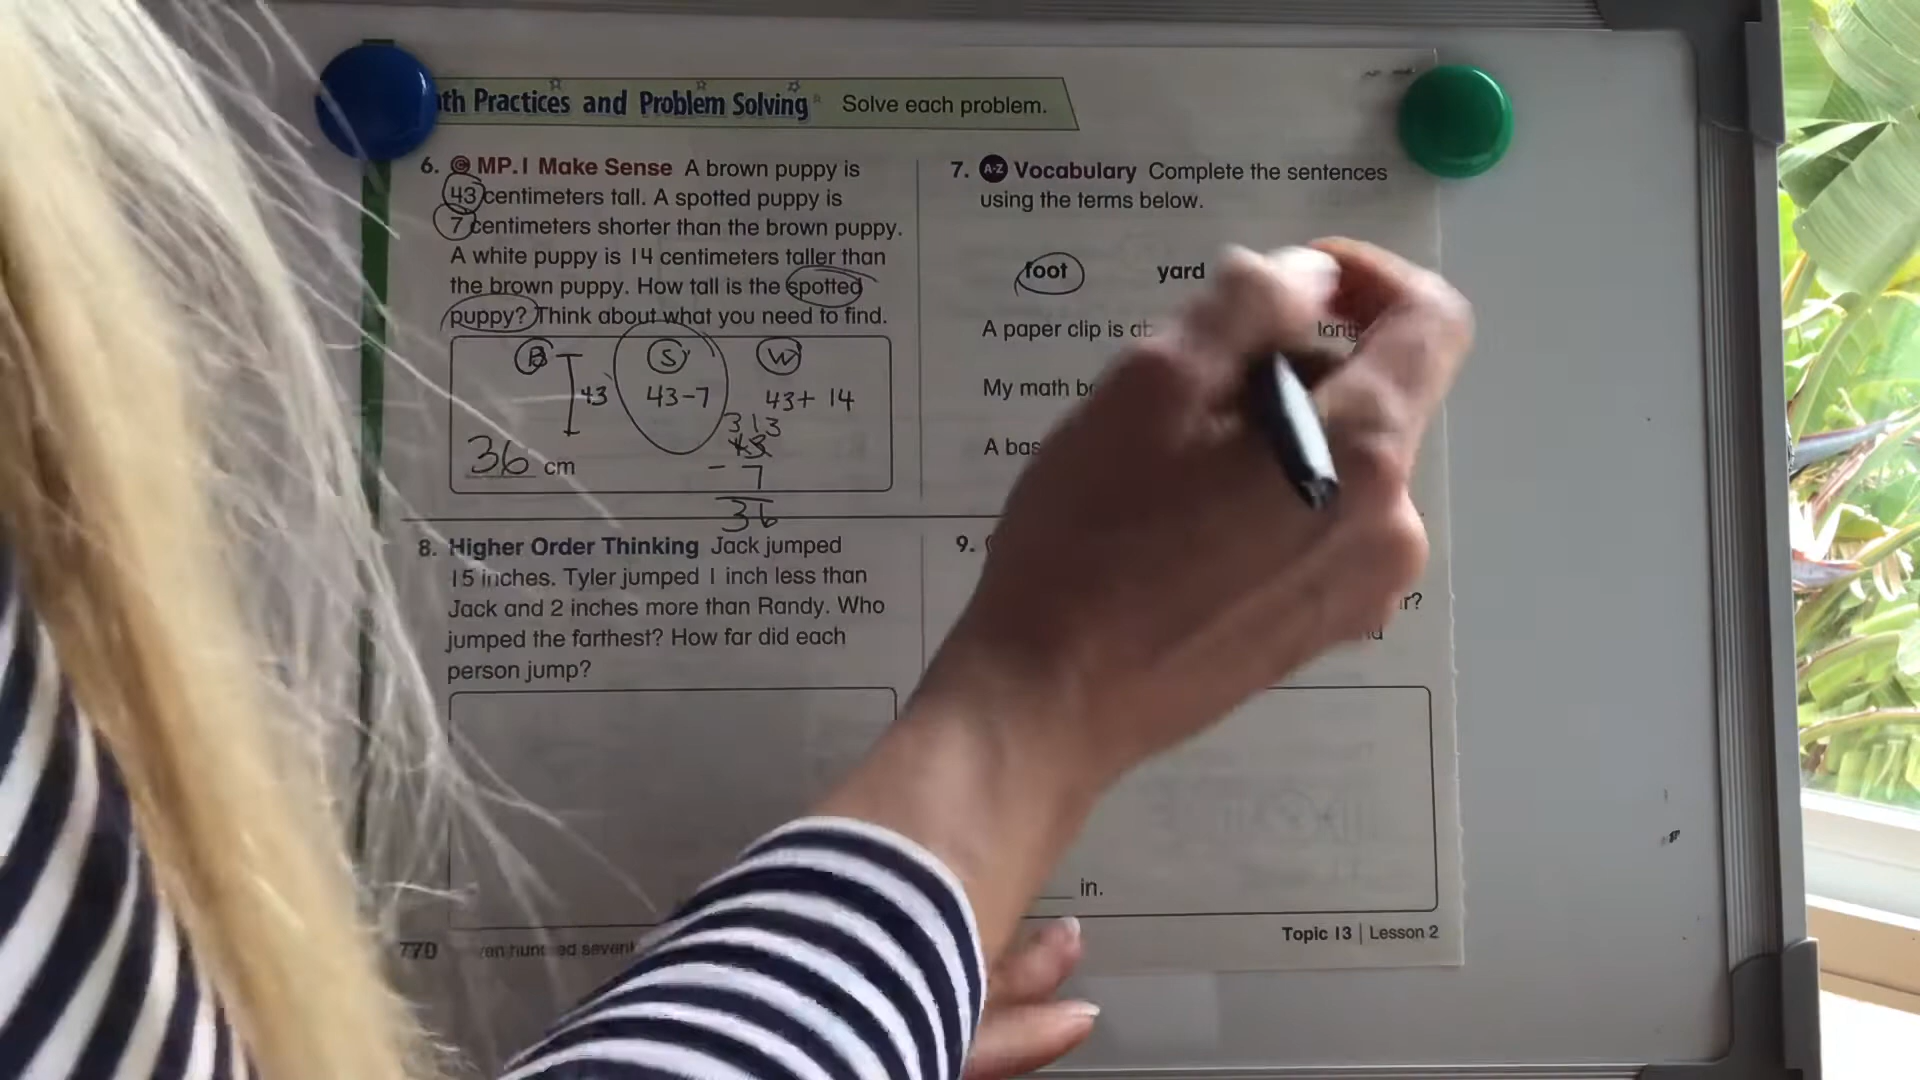 th Practices and Problem Solving Solve each problem.
6. MP.1 Make Sense A brown puppy is
43 centimeters tall. A spotted puppy is
7 centimeters shorter than the brown puppy.
A white puppy is 14 centimeters taller than
the brown puppy. How tall is the spotted
puppy? Think about what you need to find.
B S W
43 43-7 43+ 14
3 13
43
- 7
36
36 cm
7. A-Z Vocabulary Complete the sentences
using the terms below.
foot yard
A paper clip is long
My math
A
8. Higher Order Thinking Jack jumped
15 inches. Tyler jumped 1 inch less than
Jack and 2 inches more than Randy. Who
jumped the farthest? How far did each
person jump?
9.
in.
770
Topic 13 | Lesson 2